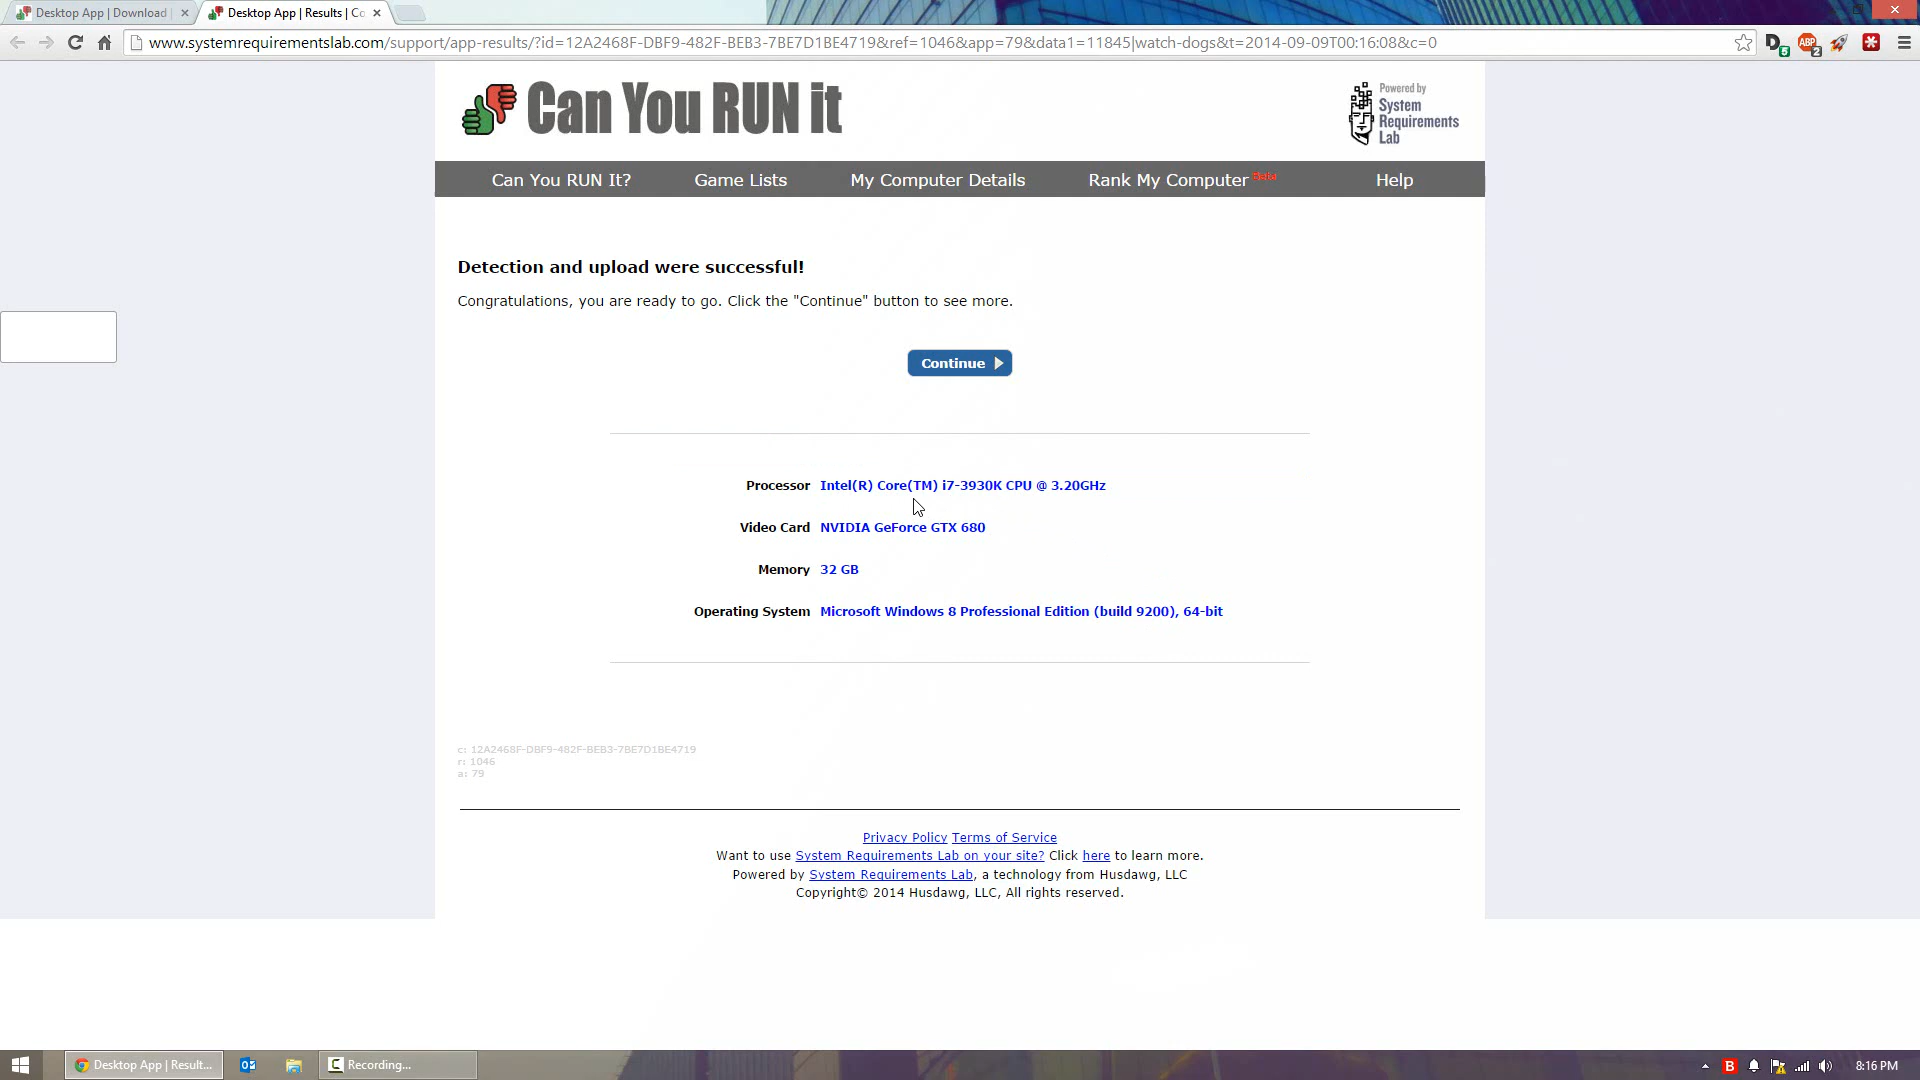 Desktop App | Download
Desktop App | Results | Co
www.systemrequirementslab.com/support/app-results/?id=12A2468F-DBF9-482F-BEB3-7BE7D1BE4719&ref=1046&app=79&data1=11845|watch-dogs&t=2014-09-09T00:16:08&c=0
D 5
ABP 2
Can You RUN it
Powered by
System
Requirements
Lab
Can You RUN It?
Game Lists
My Computer Details
Rank My Computer Beta
Help
Detection and upload were successful!
Congratulations, you are ready to go. Click the "Continue" button to see more.
Continue
Processor Intel(R) Core(TM) i7-3930K CPU @ 3.20GHz
Video Card NVIDIA GeForce GTX 680
Memory 32 GB
Operating System Microsoft Windows 8 Professional Edition (build 9200), 64-bit
c: 12A2468F-DBF9-482F-BEB3-7BE7D1BE4719
r: 1046
a: 79
Privacy Policy Terms of Service
Want to use System Requirements Lab on your site? Click here to learn more.
Powered by System Requirements Lab, a technology from Husdawg, LLC
Copyright© 2014 Husdawg, LLC, All rights reserved.
Desktop App | Result...
Recording...
B
8:16 PM